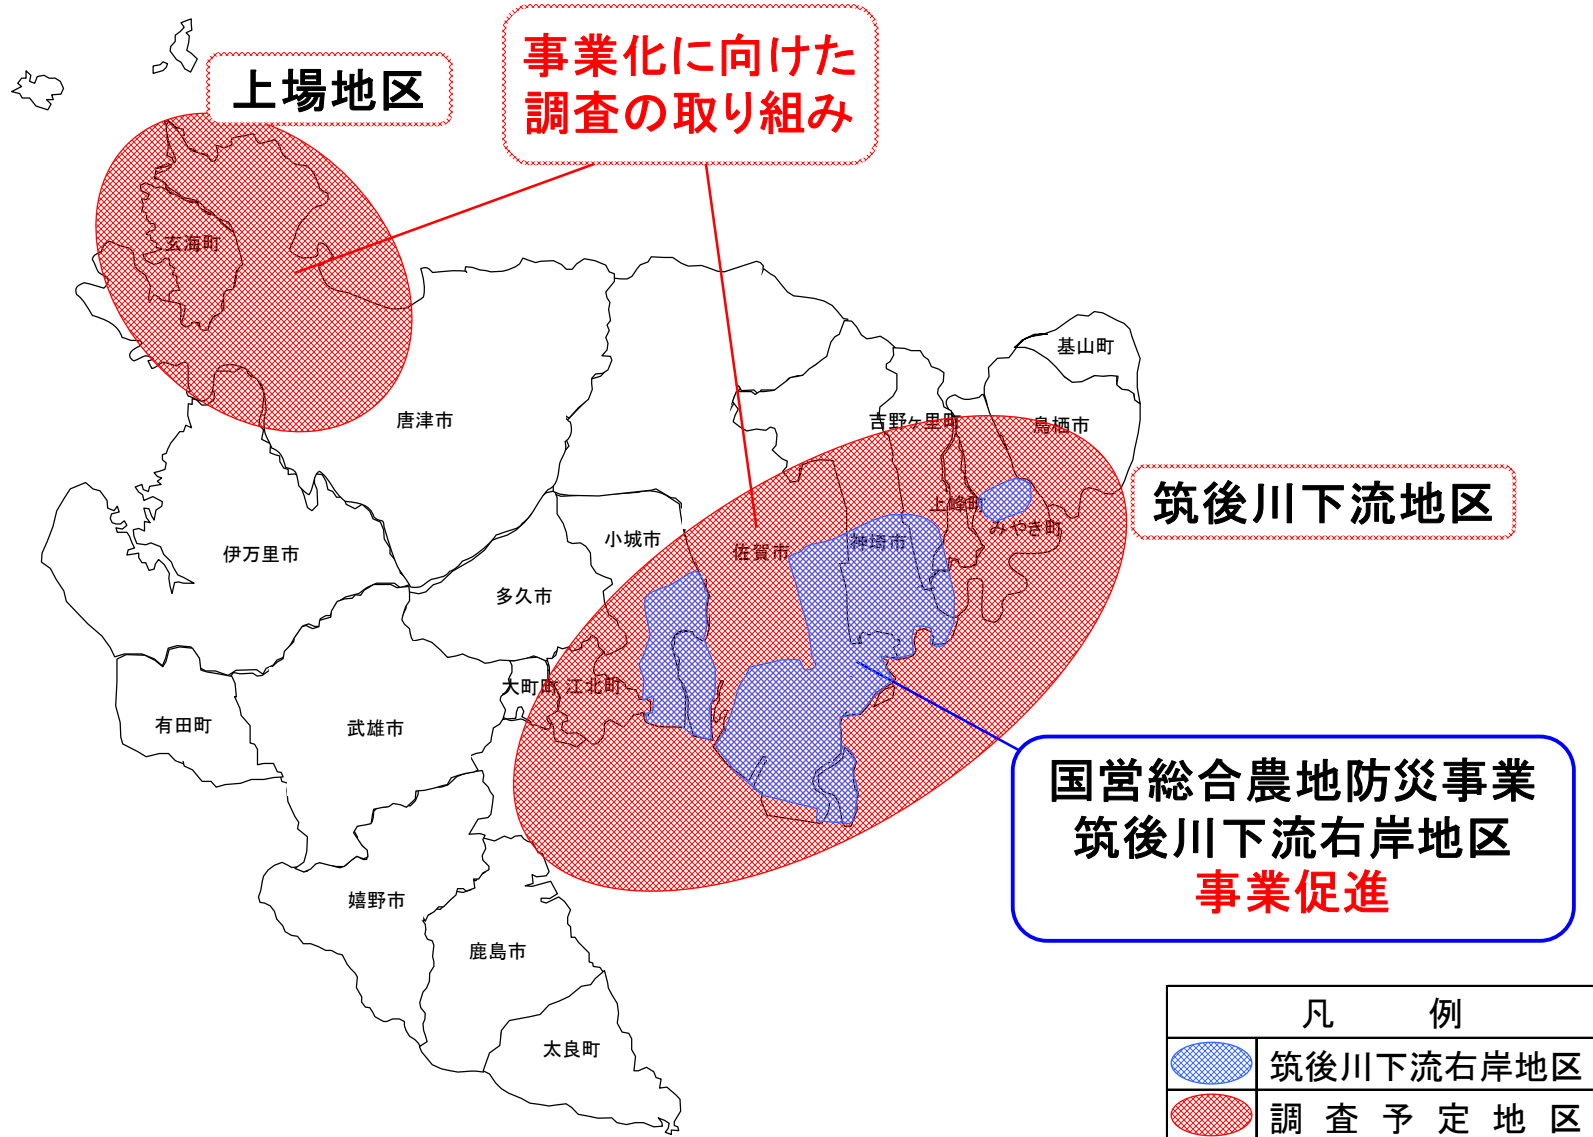 上場地区
事業化に向けた
調査の取り組み
玄海町
基山町
唐津市
吉野ヶ里町
鳥栖市
筑後川下流地区
上峰町
みやき町
小城市
佐賀市
神埼市
伊万里市
多久市
大町町
江北町
有田町
武雄市
国営総合農地防災事業
筑後川下流右岸地区
事業促進
嬉野市
鹿島市
太良町
凡 例
筑後川下流右岸地区
調査予定地区